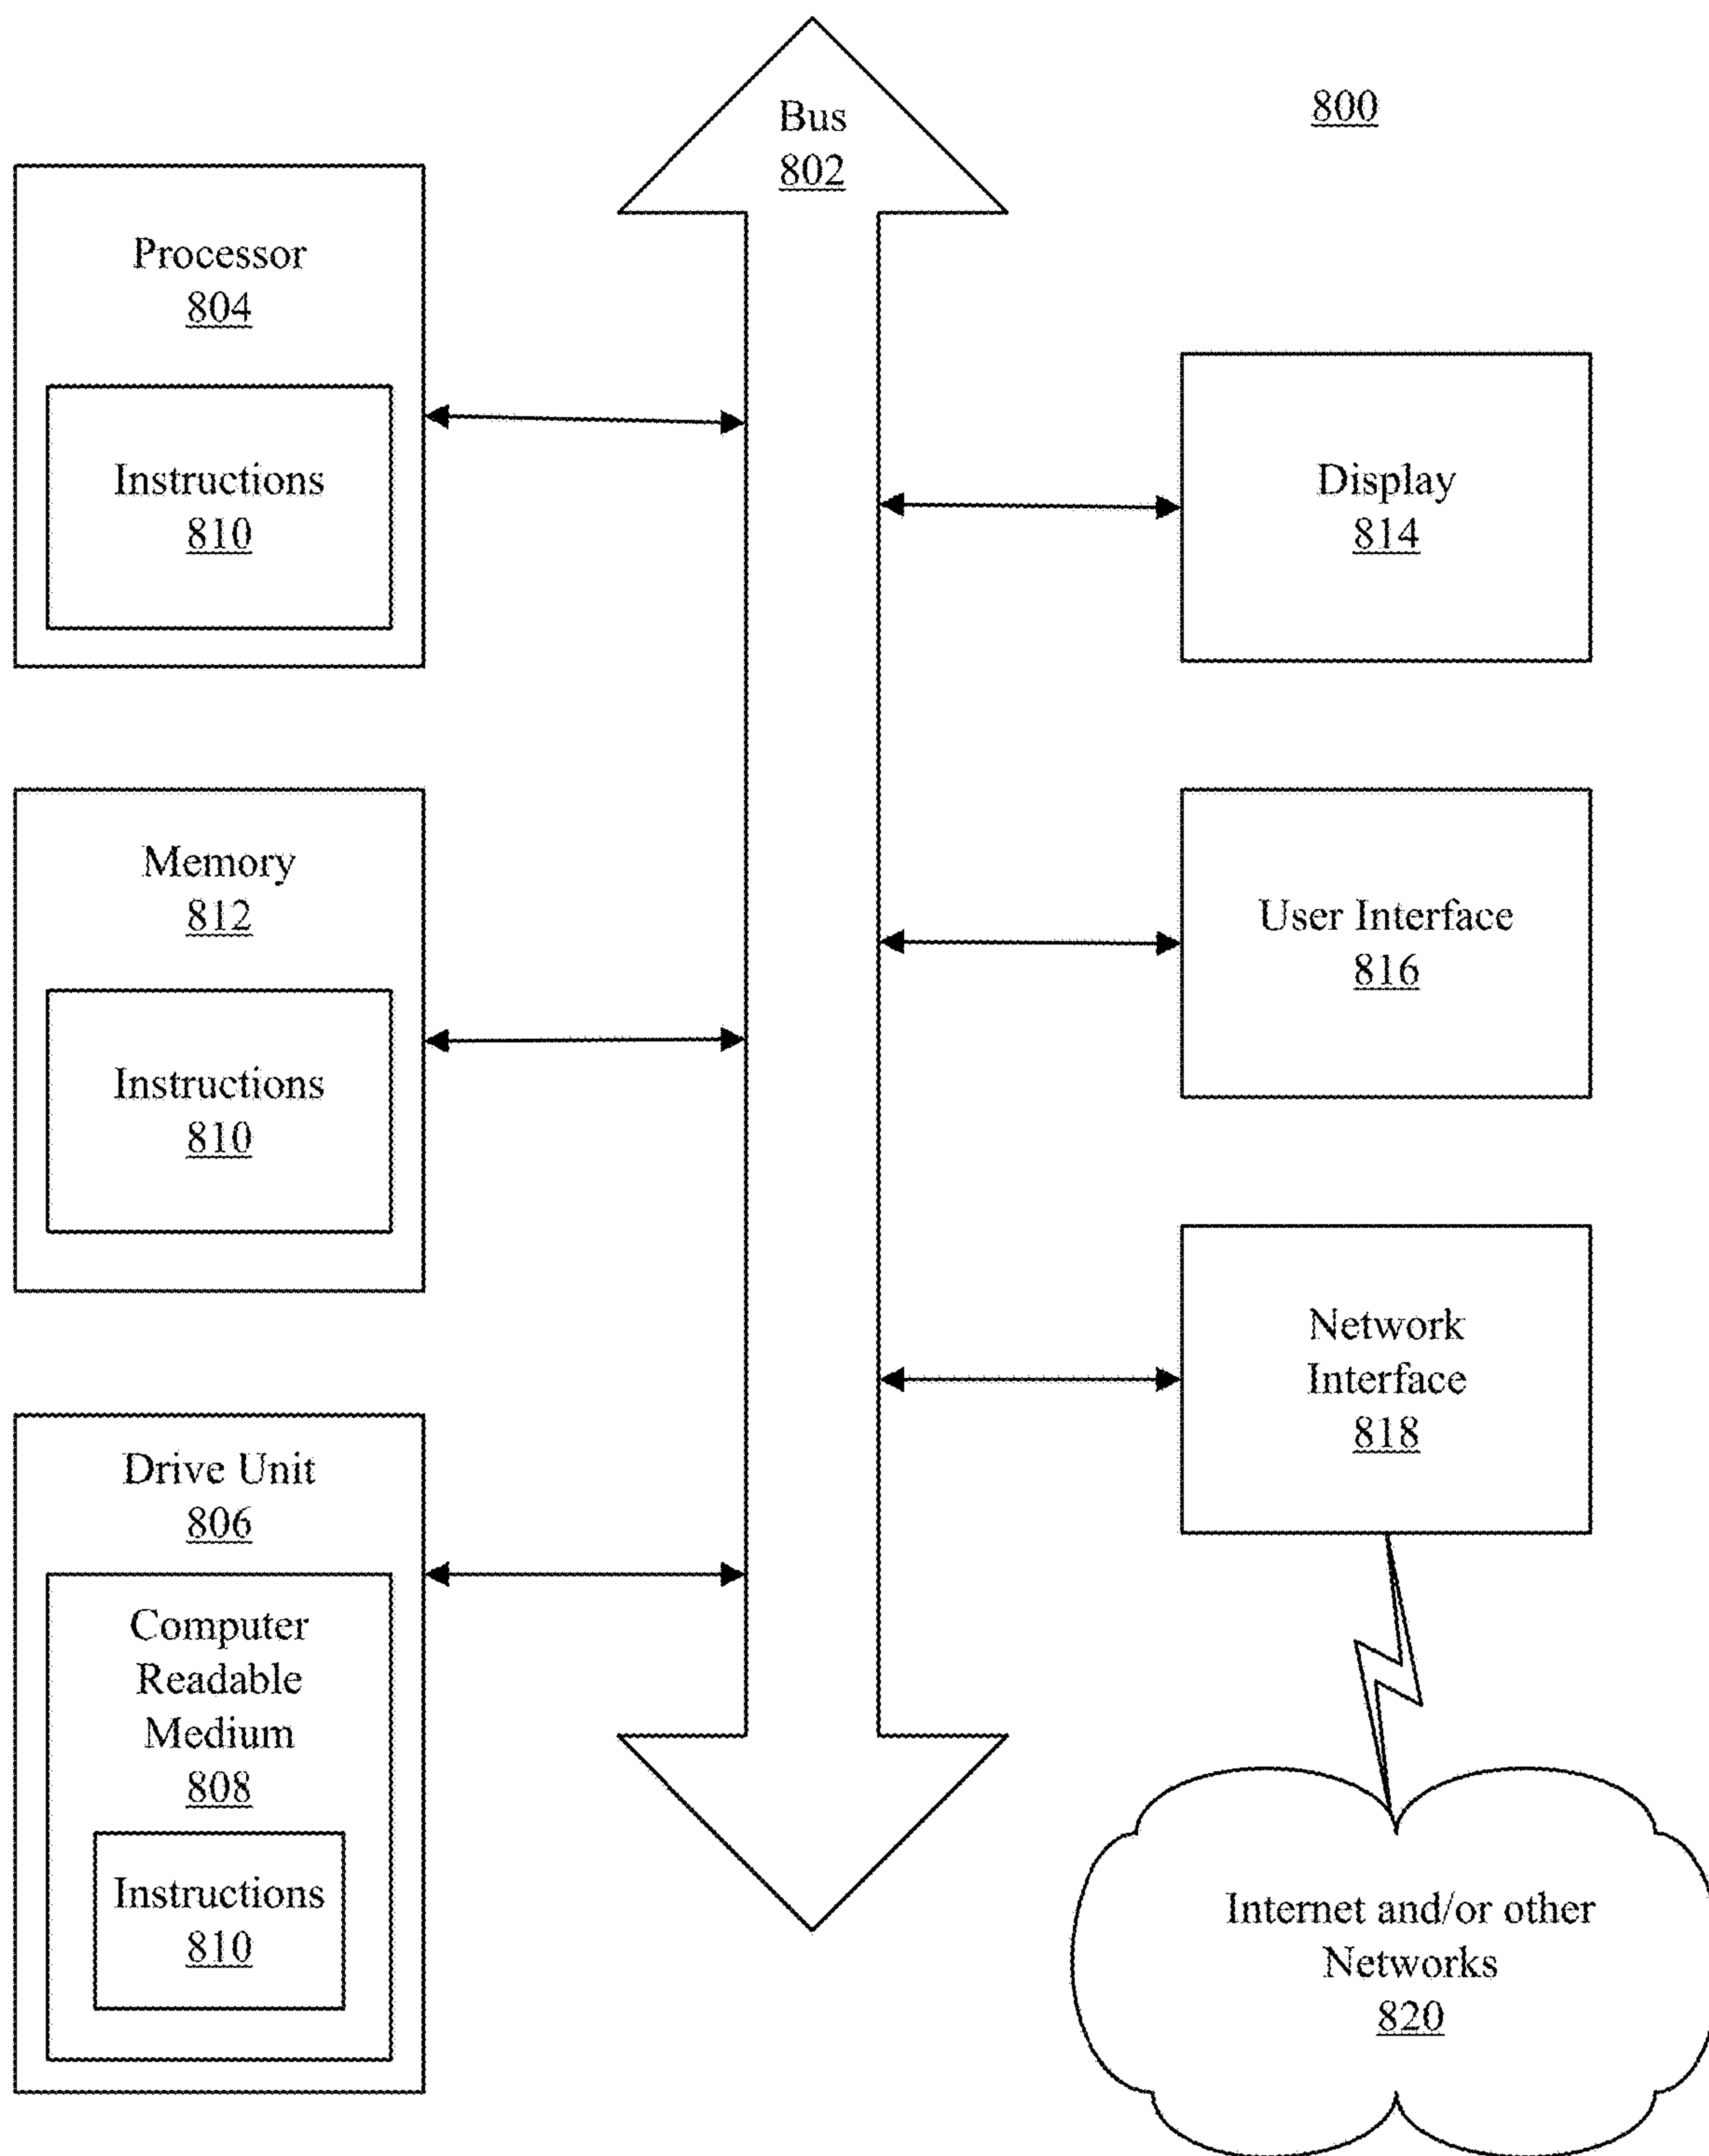 Bus
802
800
Processor
804
Instructions
810
Display
814
Memory
812
Instructions
810
User Interface
816
Network
Interface
818
Drive Unit
806
Computer
Readable
Medium
808
Instructions
810
Internet and/or other
Networks
820